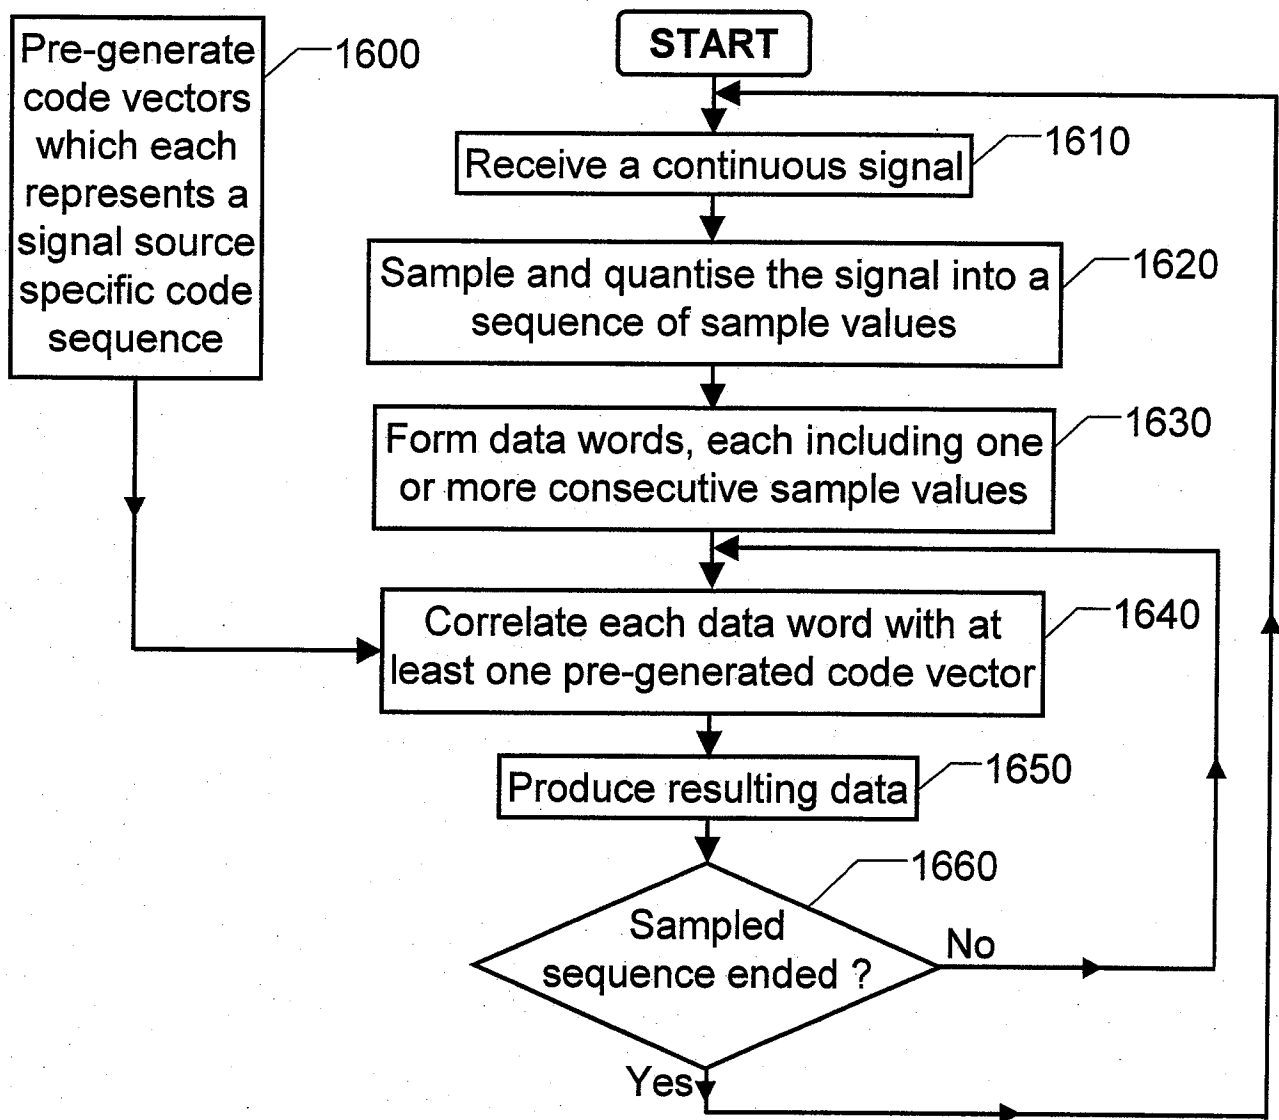 Pre-generate
code vectors
which each
represents a
signal source
specific code
sequence
1600
START
Receive a continuous signal
1610
Sample and quantise the signal into a
sequence of sample values
1620
Form data words, each including one
or more consecutive sample values
1630
Correlate each data word with at
least one pre-generated code vector
1640
Produce resulting data
1650
Sampled
sequence ended ?
1660
No
Yes